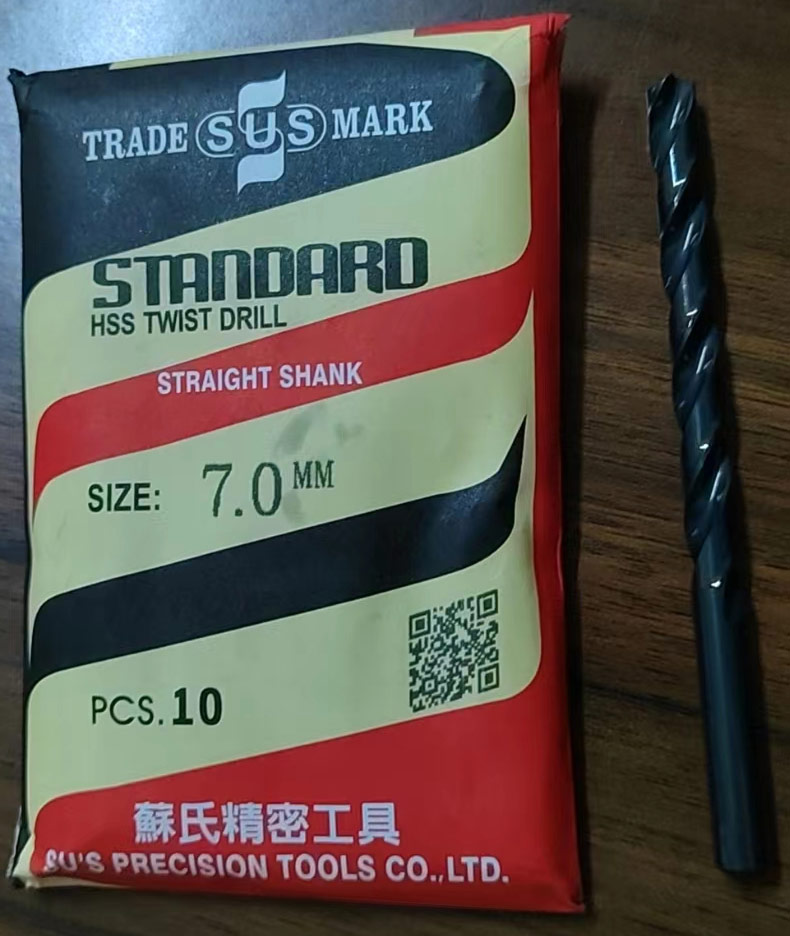 TRADE SUS MARK
STANDARD
HSS TWIST DRILL
STRAIGHT SHANK
SIZE: 7.0 MM
PCS. 10
蘇氏精密工具
SU'S PRECISION TOOLS CO.,LTD.